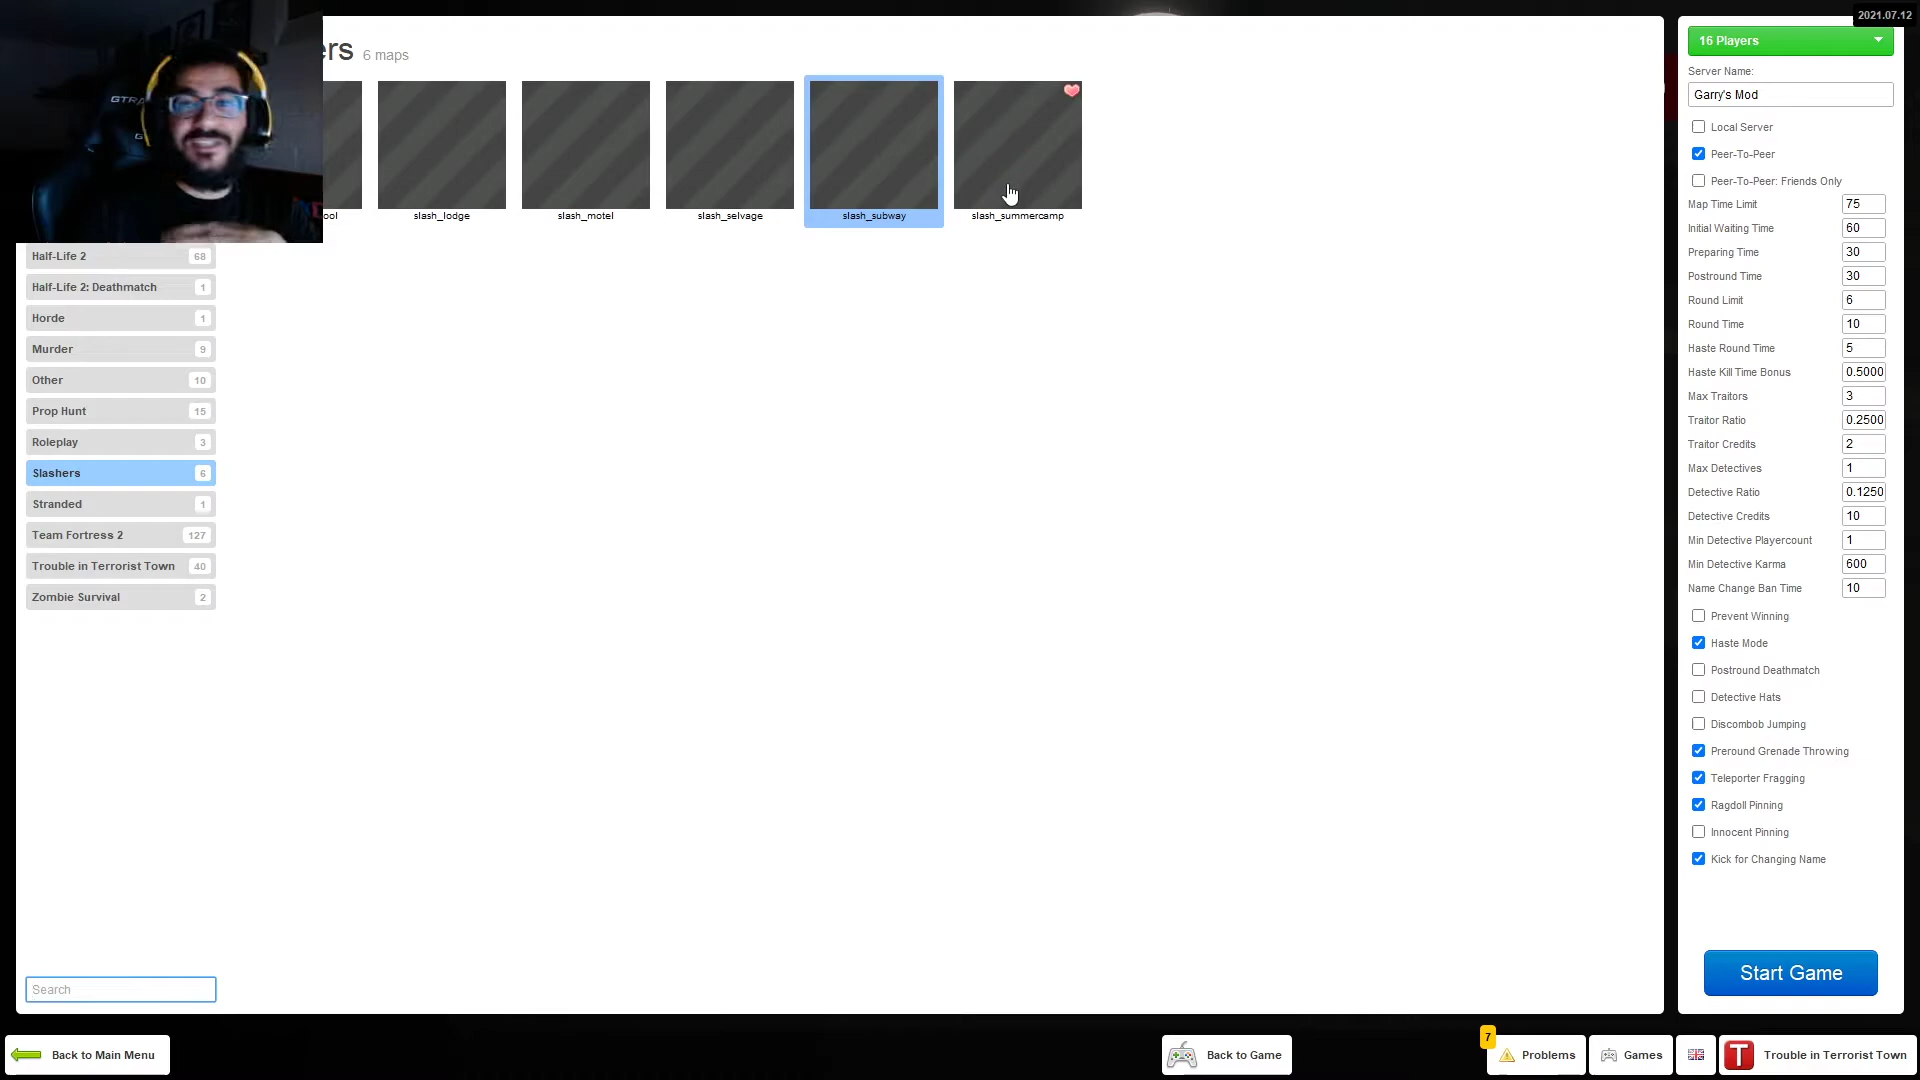 2021.07.12
ers 6 maps
GTRA
ool
slash_lodge
slash_motel
slash_selvage
slash_subway
slash_summercamp
Half-Life 2 68
Half-Life 2: Deathmatch 1
Horde 1
Murder 9
Other 10
Prop Hunt 15
Roleplay 3
Slashers 6
Stranded 1
Team Fortress 2 127
Trouble in Terrorist Town 40
Zombie Survival 2
Search
16 Players
Server Name:
Garry's Mod
Local Server
Peer-To-Peer
Peer-To-Peer: Friends Only
Map Time Limit 75
Initial Waiting Time 60
Preparing Time 30
Postround Time 30
Round Limit 6
Round Time 10
Haste Round Time 5
Haste Kill Time Bonus 0.5000
Max Traitors 3
Traitor Ratio 0.2500
Traitor Credits 2
Max Detectives 1
Detective Ratio 0.1250
Detective Credits 10
Min Detective Playercount 1
Min Detective Karma 600
Name Change Ban Time 10
Prevent Winning
Haste Mode
Postround Deathmatch
Detective Hats
Discombob Jumping
Preround Grenade Throwing
Teleporter Fragging
Ragdoll Pinning
Innocent Pinning
Kick for Changing Name
Start Game
Back to Main Menu
Back to Game
7
Problems
Games
T Trouble in Terrorist Town